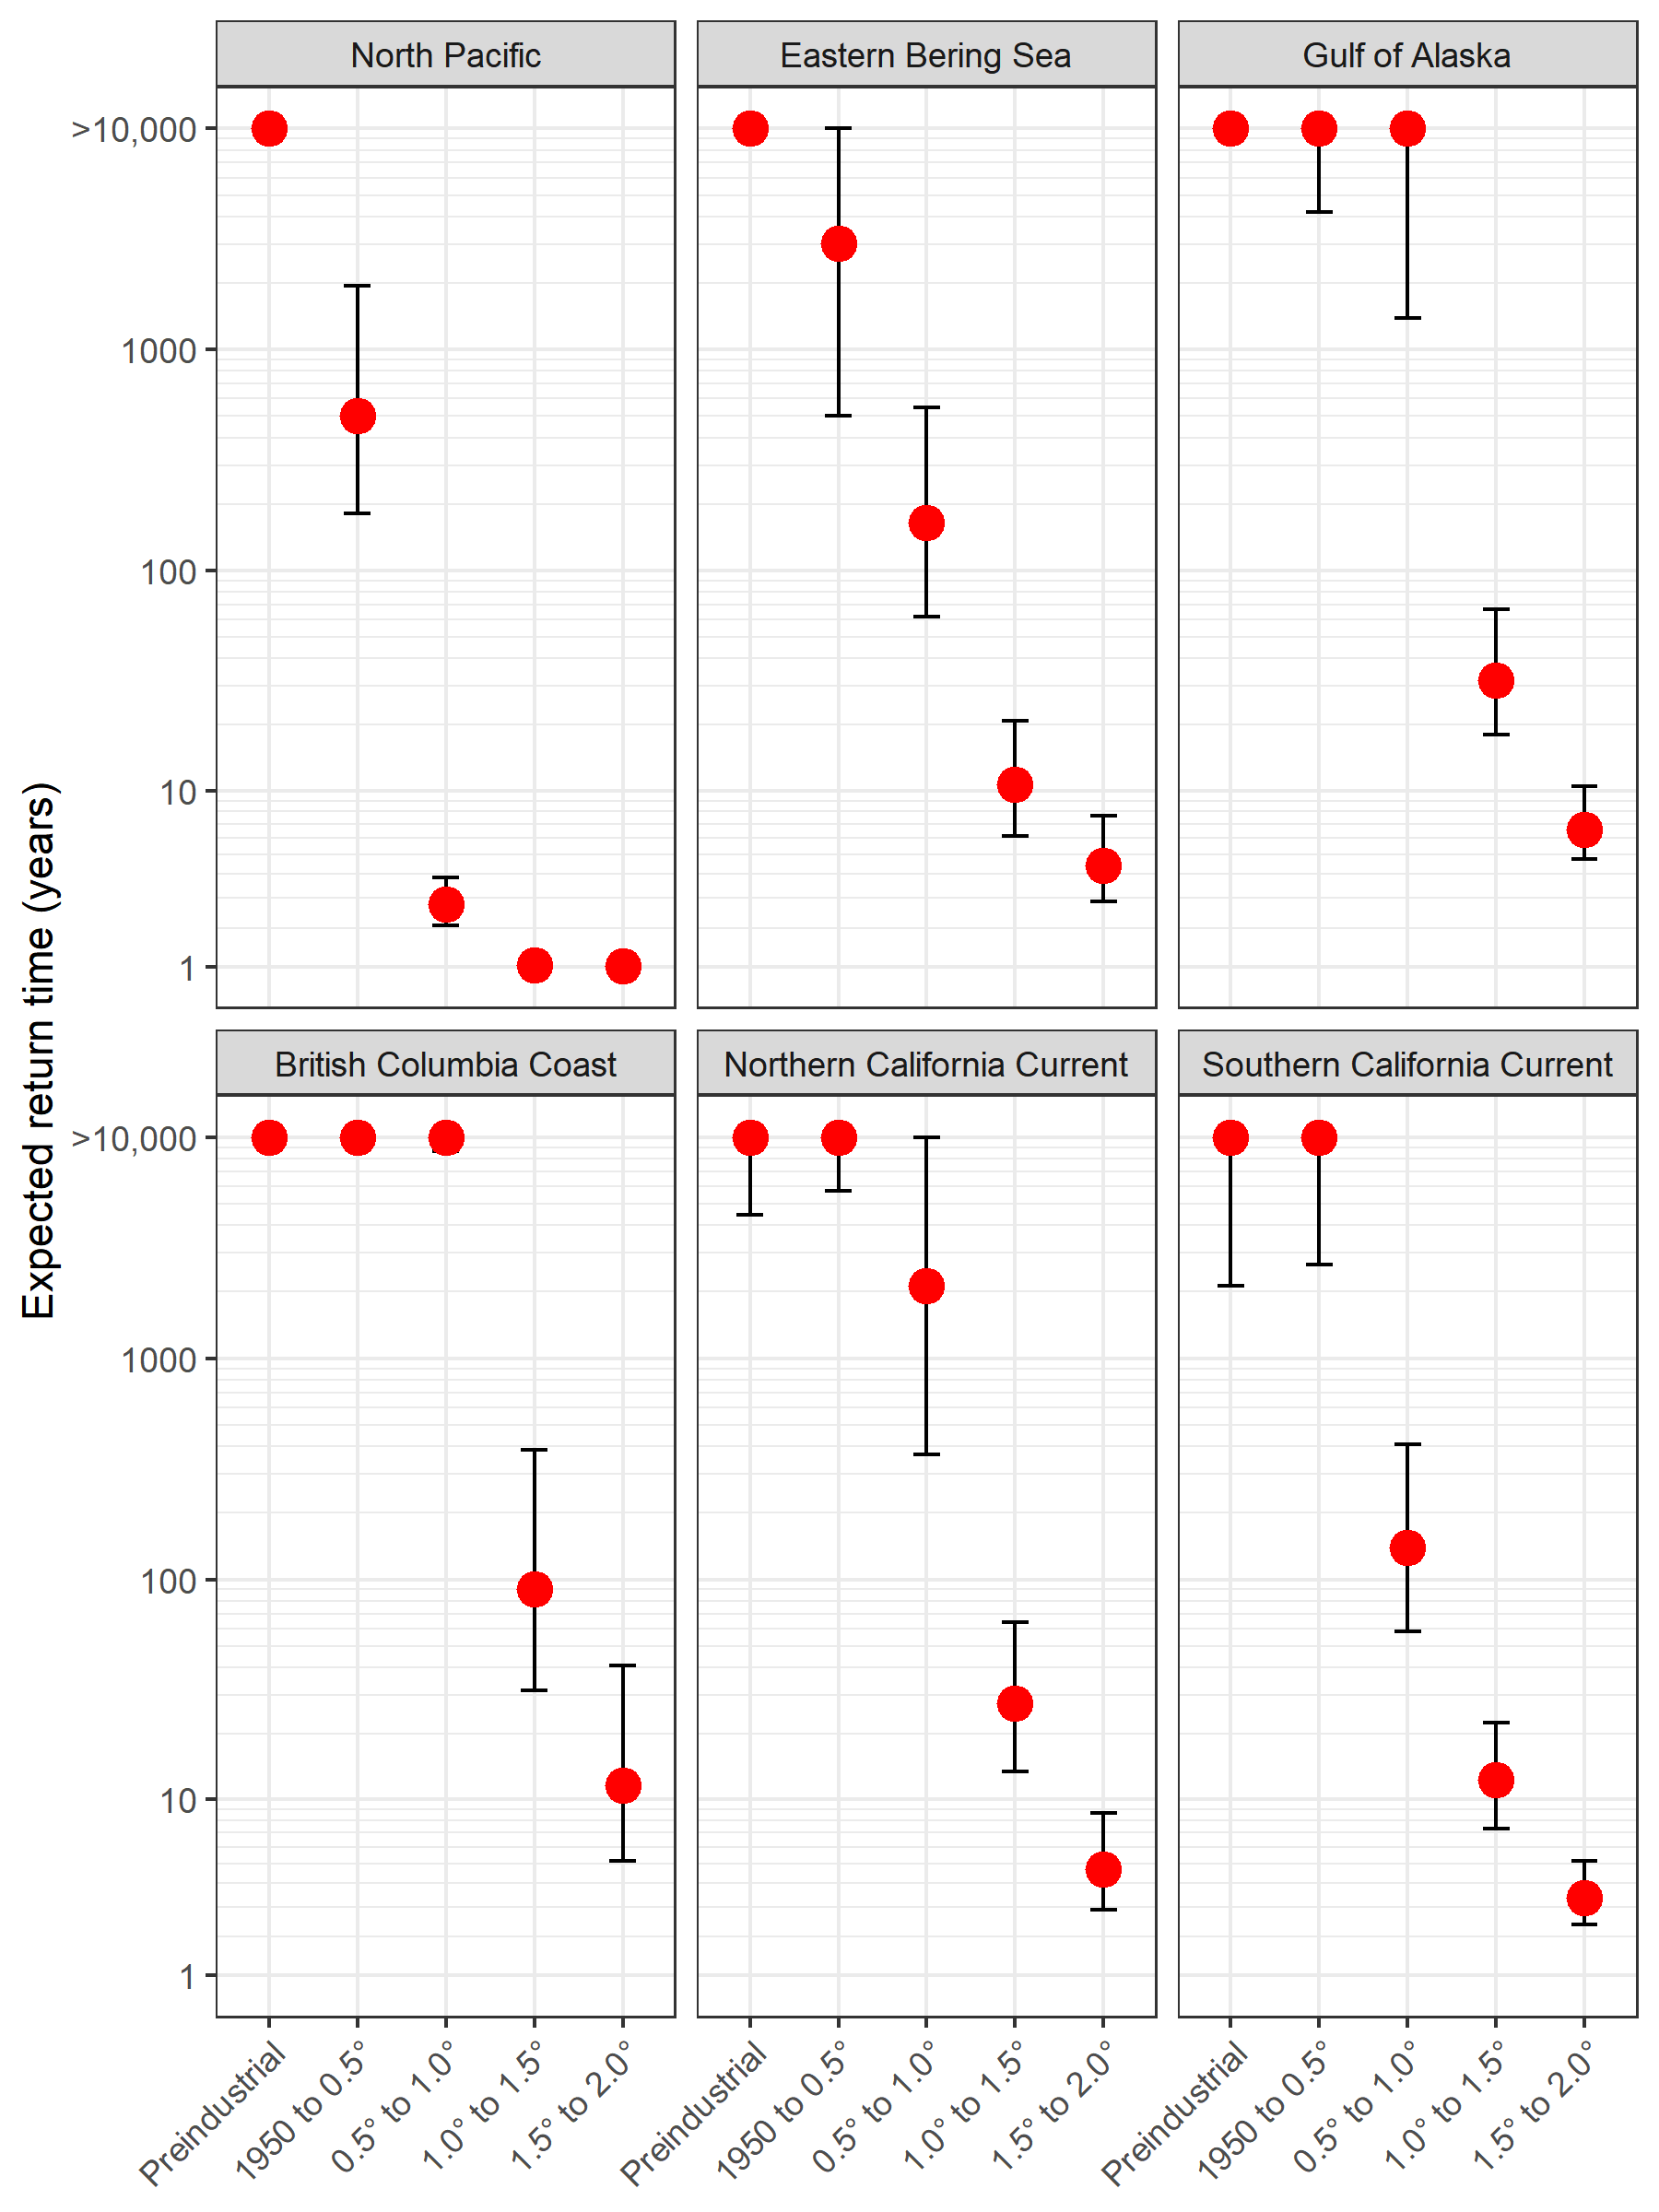 North Pacific
Eastern Bering Sea
Gulf of Alaska
>10,000
1000
100
10
1
British Columbia Coast
Northern California Current
Southern California Current
>10,000
1000
100
10
1
Expected return time (years)
Preindustrial
1950 to 0.5°
0.5° to 1.0°
1.0° to 1.5°
1.5° to 2.0°
Preindustrial
1950 to 0.5°
0.5° to 1.0°
1.0° to 1.5°
1.5° to 2.0°
Preindustrial
1950 to 0.5°
0.5° to 1.0°
1.0° to 1.5°
1.5° to 2.0°